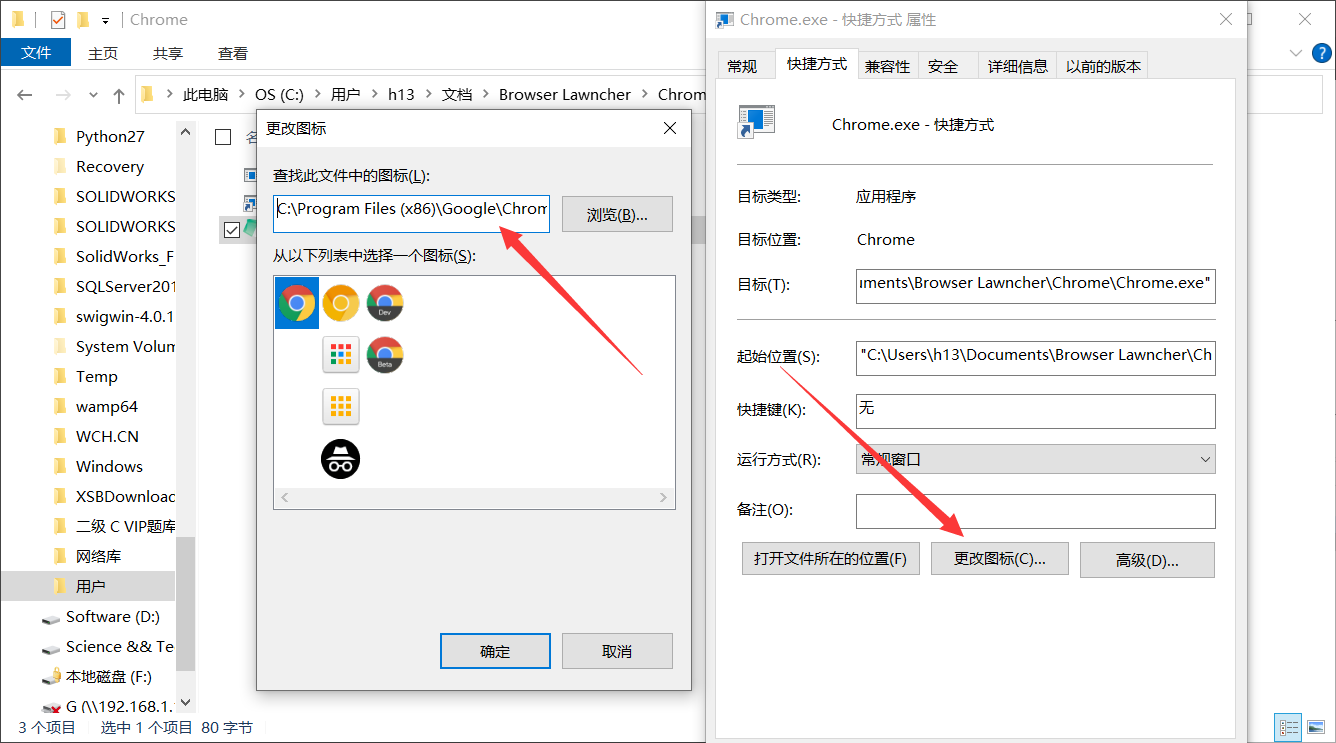 Chrome
文件 主页 共享 查看
此电脑 OS (C:) 用户 h13 文档 Browser Lawncher Chrom
Python27
Recovery
SOLIDWORKS
SOLIDWORKS
SolidWorks_F
SQLServer201
swigwin-4.0.1
System Volum
Temp
wamp64
WCH.CN
Windows
XSBDownload
二级 C VIP题库
网络库
用户
Software (D:)
Science && Te
本地磁盘 (F:)
G (\\192.168.1.
3 个项目 选中 1 个项目 80 字节
更改图标
查找此文件中的图标(L):
C:\Program Files (x86)\Google\Chrom
浏览(B)...
从以下列表中选择一个图标(S):
Dev
Beta
确定 取消
Chrome.exe - 快捷方式 属性
常规 快捷方式 兼容性 安全 详细信息 以前的版本
Chrome.exe - 快捷方式
目标类型: 应用程序
目标位置: Chrome
目标(T): uments\Browser Lawncher\Chrome\Chrome.exe"
起始位置(S): "C:\Users\h13\Documents\Browser Lawncher\Ch
快捷键(K): 无
运行方式(R): 常规窗口
备注(O):
打开文件所在的位置(F) 更改图标(C)... 高级(D)...
?